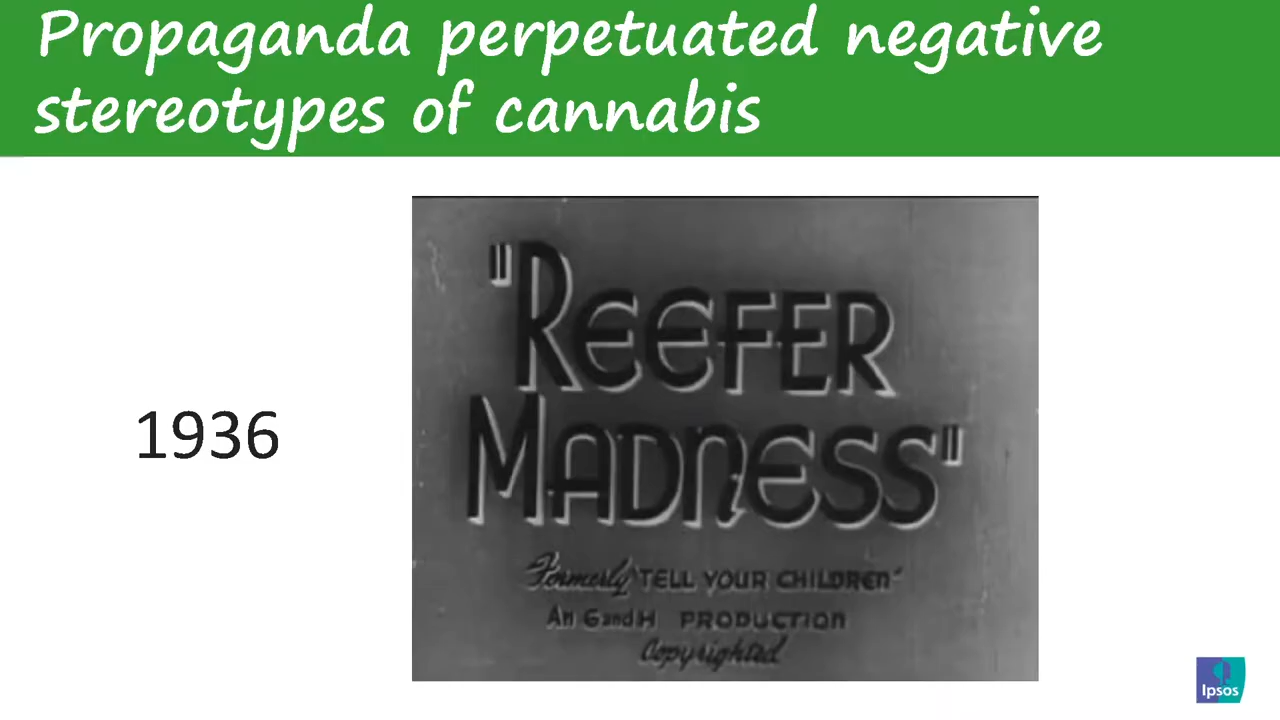 Propaganda perpetuated negative
stereotypes of cannabis
1936
"REEFER
MADNESS"
Formerly "TELL YOUR CHILDREN"
An G and H PRODUCTION
Copyrighted
Ipsos